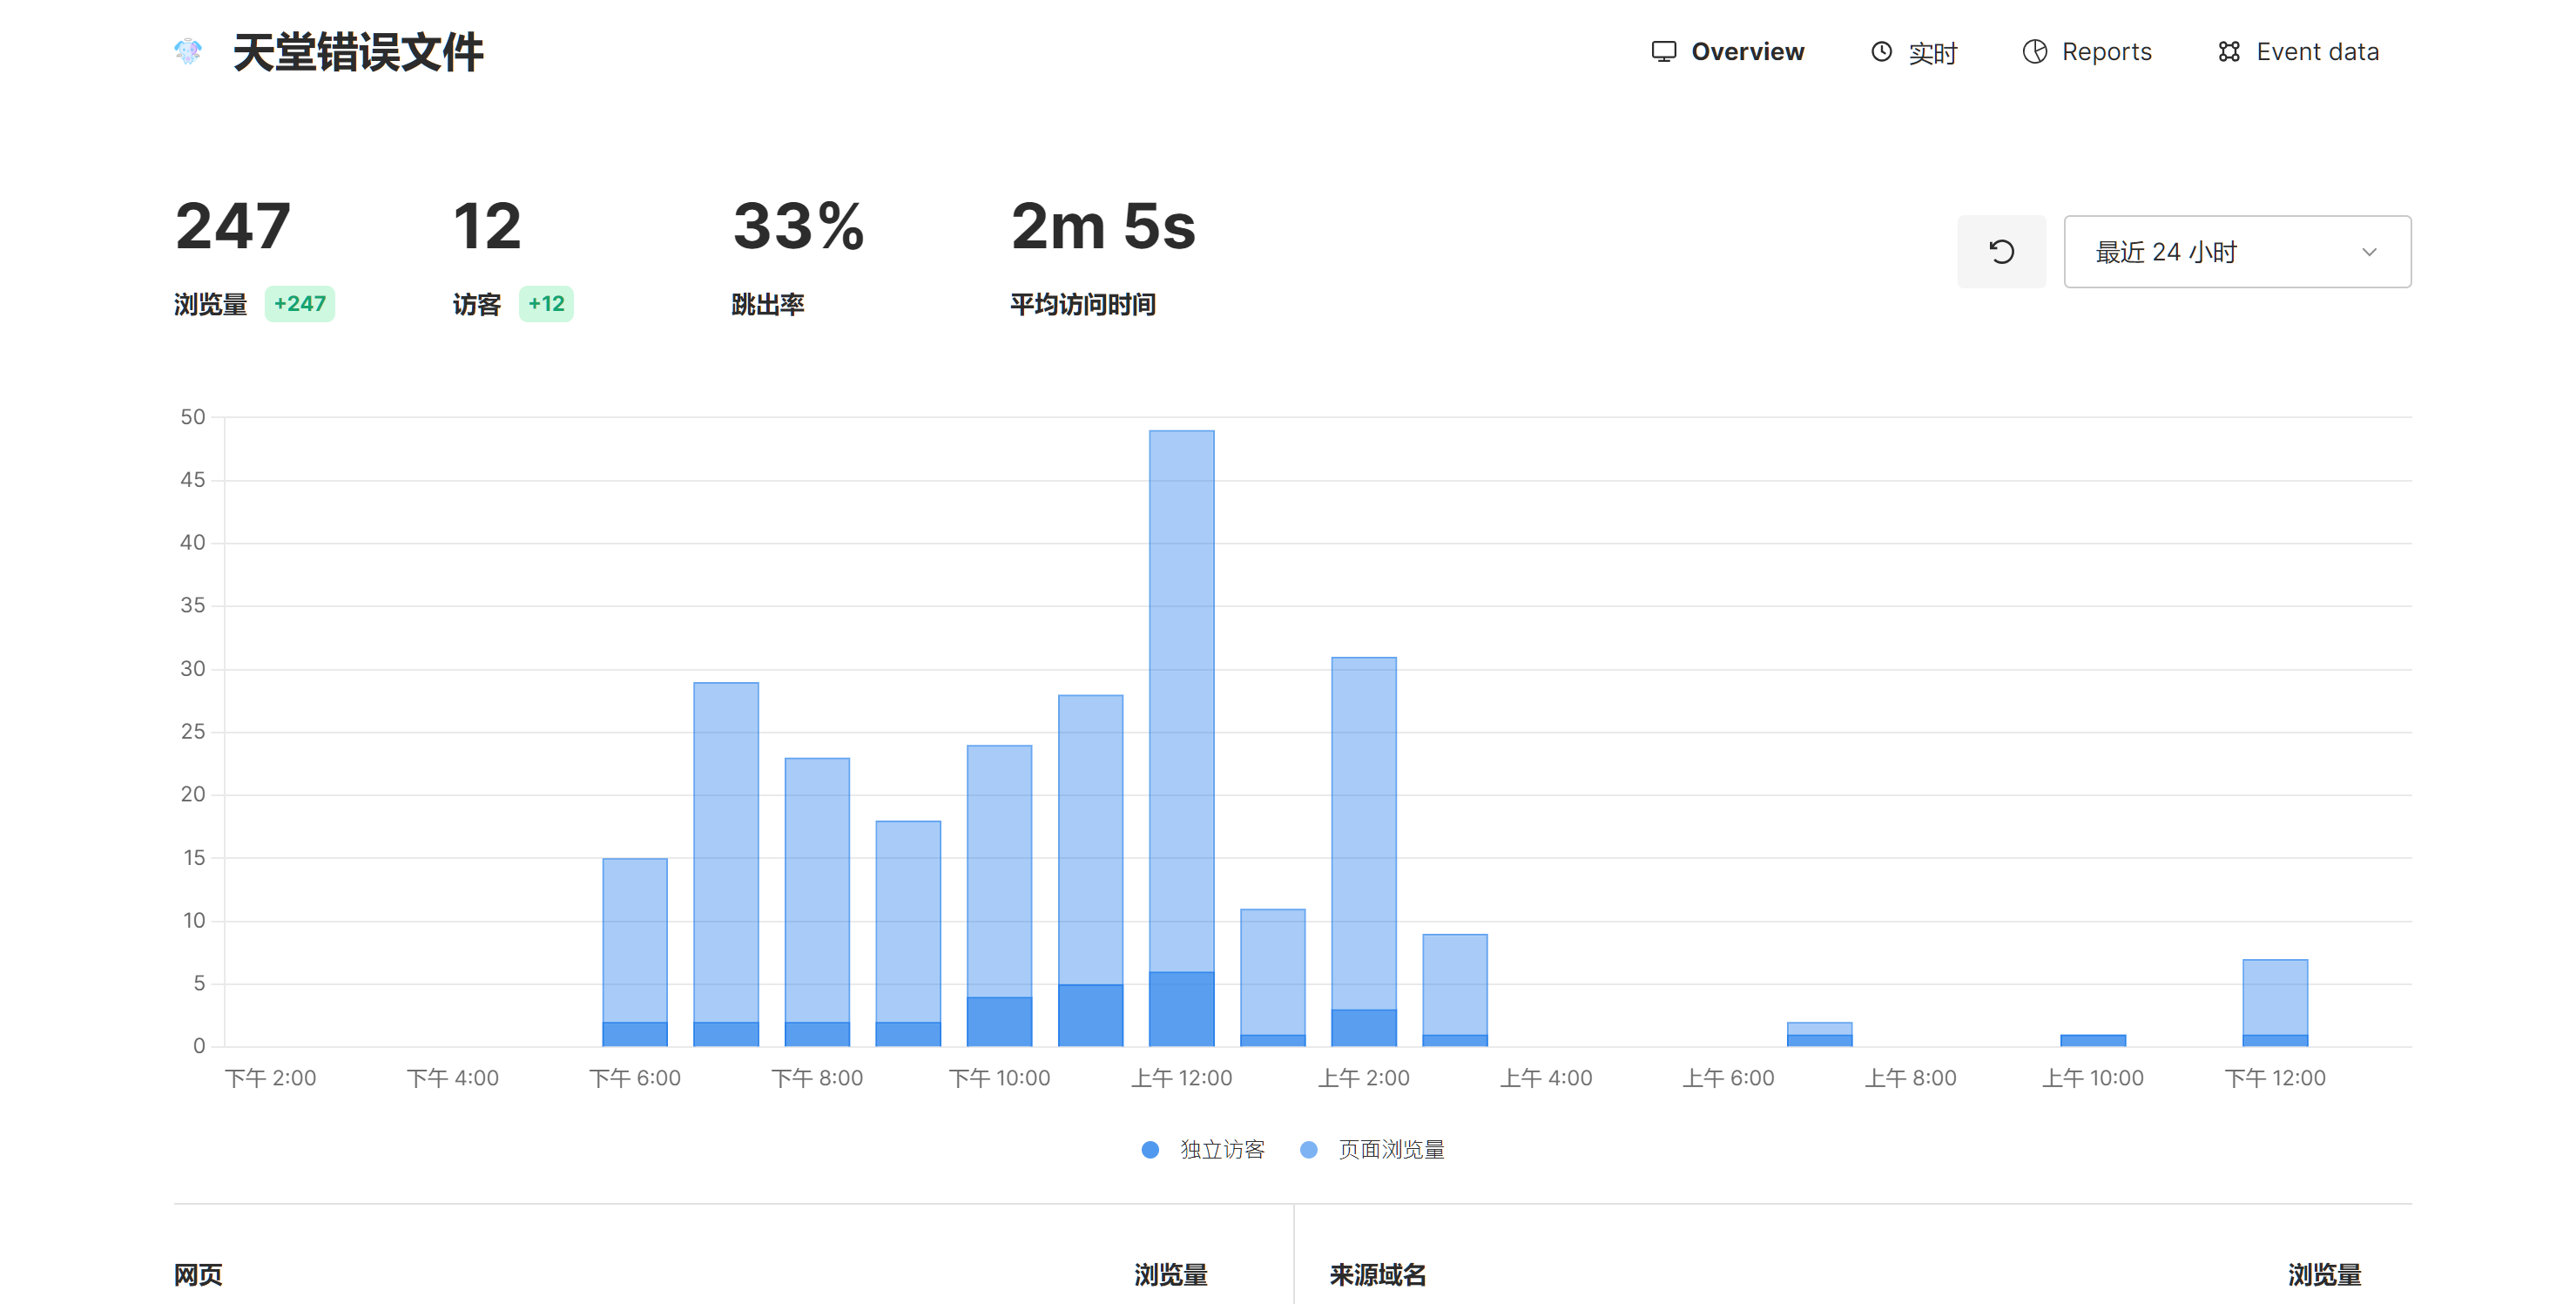 天堂错误文件
Overview 实时 Reports Event data
247 12 33% 2m 5s
最近 24 小时
浏览量 +247 访客 +12 跳出率 平均访问时间
50
45
40
35
30
25
20
15
10
5
0
下午 2:00 下午 4:00 下午 6:00 下午 8:00 下午 10:00 上午 12:00 上午 2:00 上午 4:00 上午 6:00 上午 8:00 上午 10:00 下午 12:00
独立访客 页面浏览量
网页 浏览量 来源域名 浏览量